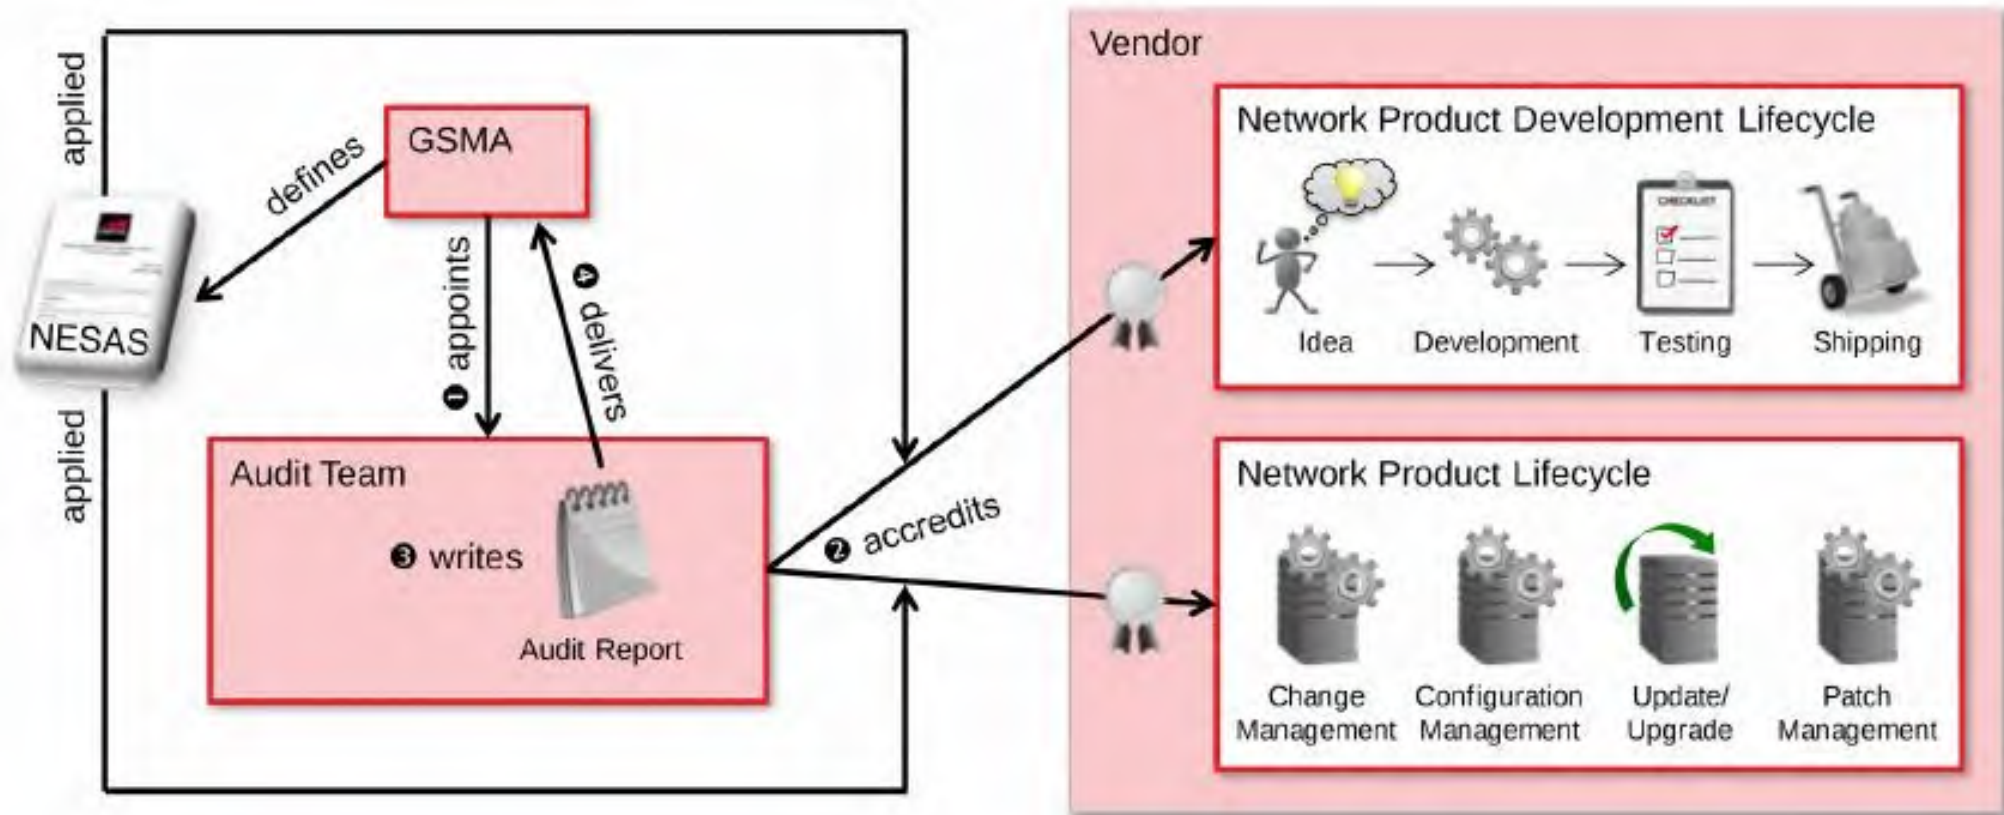 applied
GSMA
defines
NESAS
❶ appoints
❹ delivers
applied
Audit Team
❸ writes
Audit Report
❷ accredits
Vendor
Network Product Development Lifecycle
CHECKLIST
Idea
Development
Testing
Shipping
Network Product Lifecycle
Change
Management
Configuration
Management
Update/
Upgrade
Patch
Management